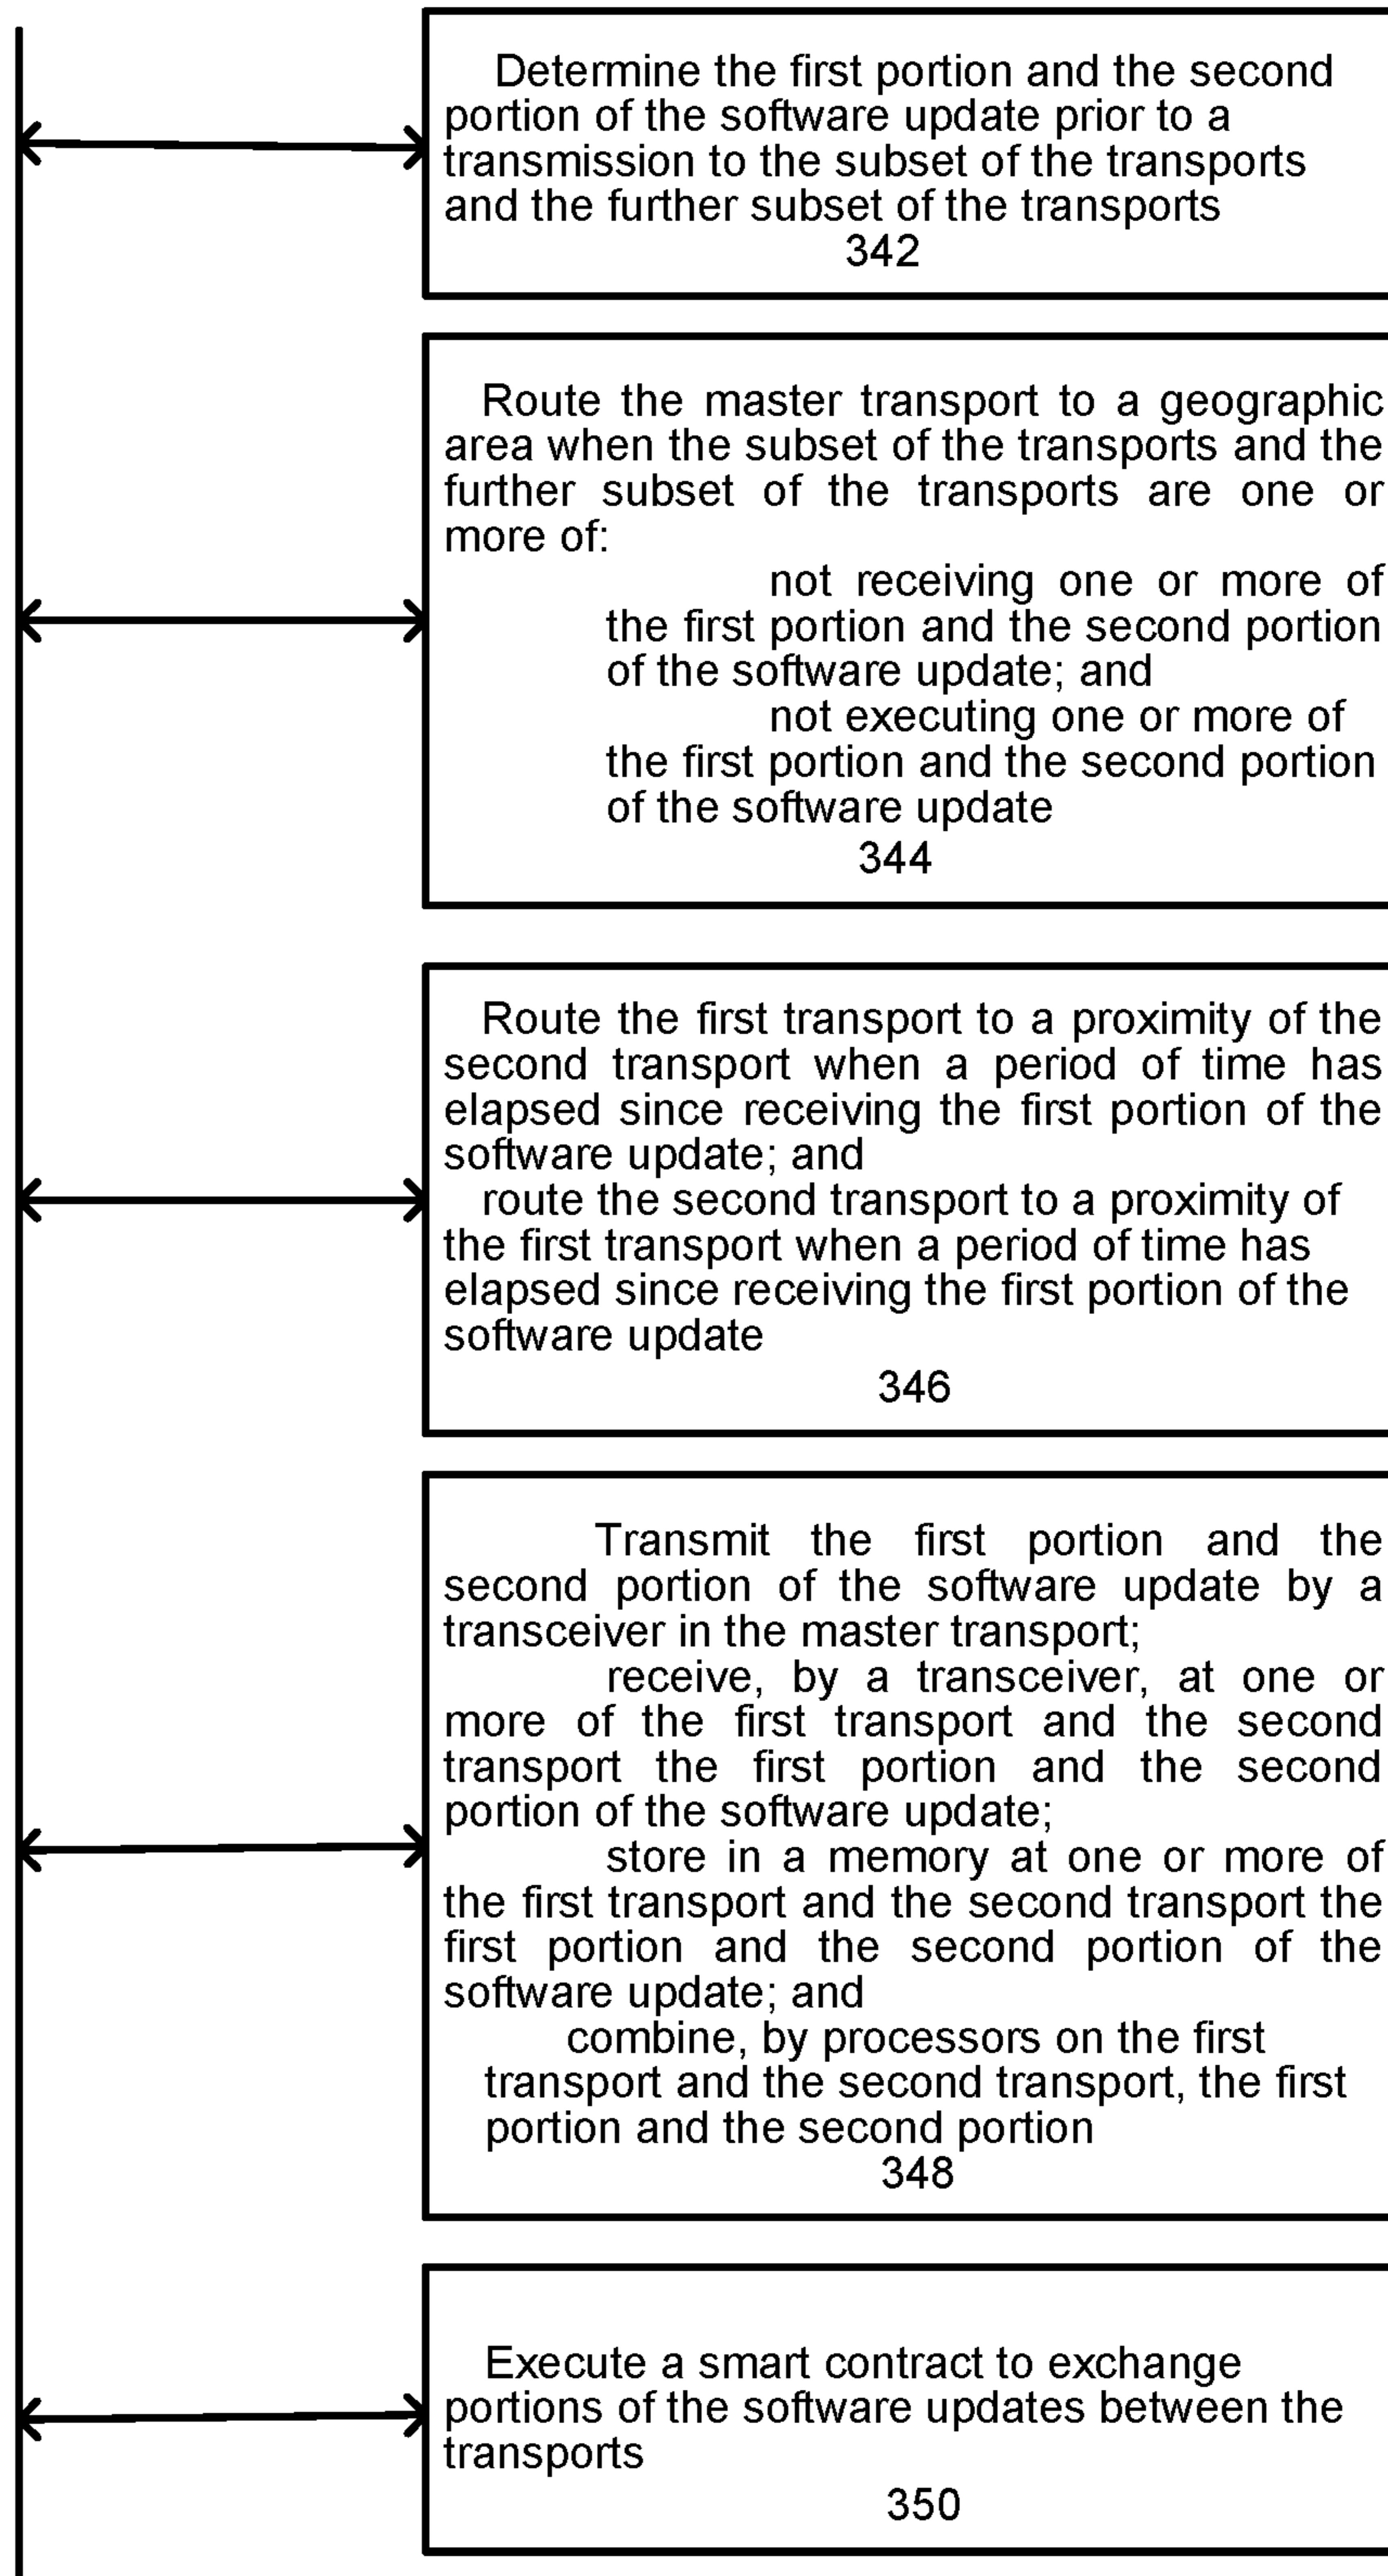 Determine the first portion and the second
portion of the software update prior to a
transmission to the subset of the transports
and the further subset of the transports
342
Route the master transport to a geographic
area when the subset of the transports and the
further subset of the transports are one or
more of:
not receiving one or more of
the first portion and the second portion
of the software update; and
not executing one or more of
the first portion and the second portion
of the software update
344
Route the first transport to a proximity of the
second transport when a period of time has
elapsed since receiving the first portion of the
software update; and
route the second transport to a proximity of
the first transport when a period of time has
elapsed since receiving the first portion of the
software update
346
Transmit the first portion and the
second portion of the software update by a
transceiver in the master transport;
receive, by a transceiver, at one or
more of the first transport and the second
transport the first portion and the second
portion of the software update;
store in a memory at one or more of
the first transport and the second transport the
first portion and the second portion of the
software update; and
combine, by processors on the first
transport and the second transport, the first
portion and the second portion
348
Execute a smart contract to exchange
portions of the software updates between the
transports
350